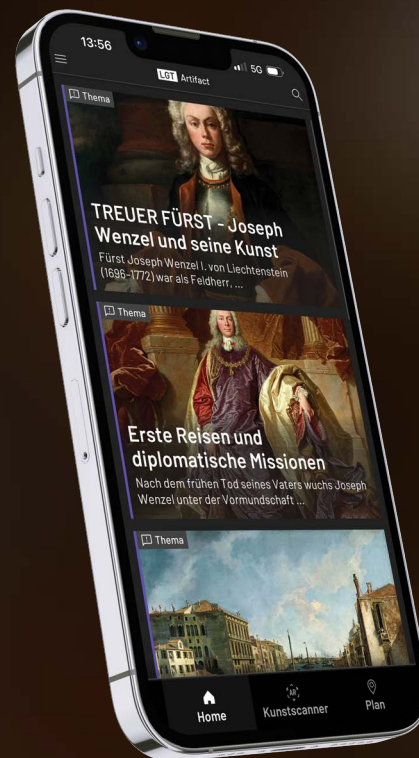 13:56
5G
LGT Artifact
Thema
TREUER FÜRST - Joseph
Wenzel und seine Kunst
Fürst Joseph Wenzel I. von Liechtenstein
(1696-1772) war als Feldherr, ...
Thema
Erste Reisen und
diplomatische Missionen
Nach dem frühen Tod seines Vaters wuchs Joseph
Wenzel unter der Vormundschaft ...
Thema
AR
Home
Kunstscanner
Plan